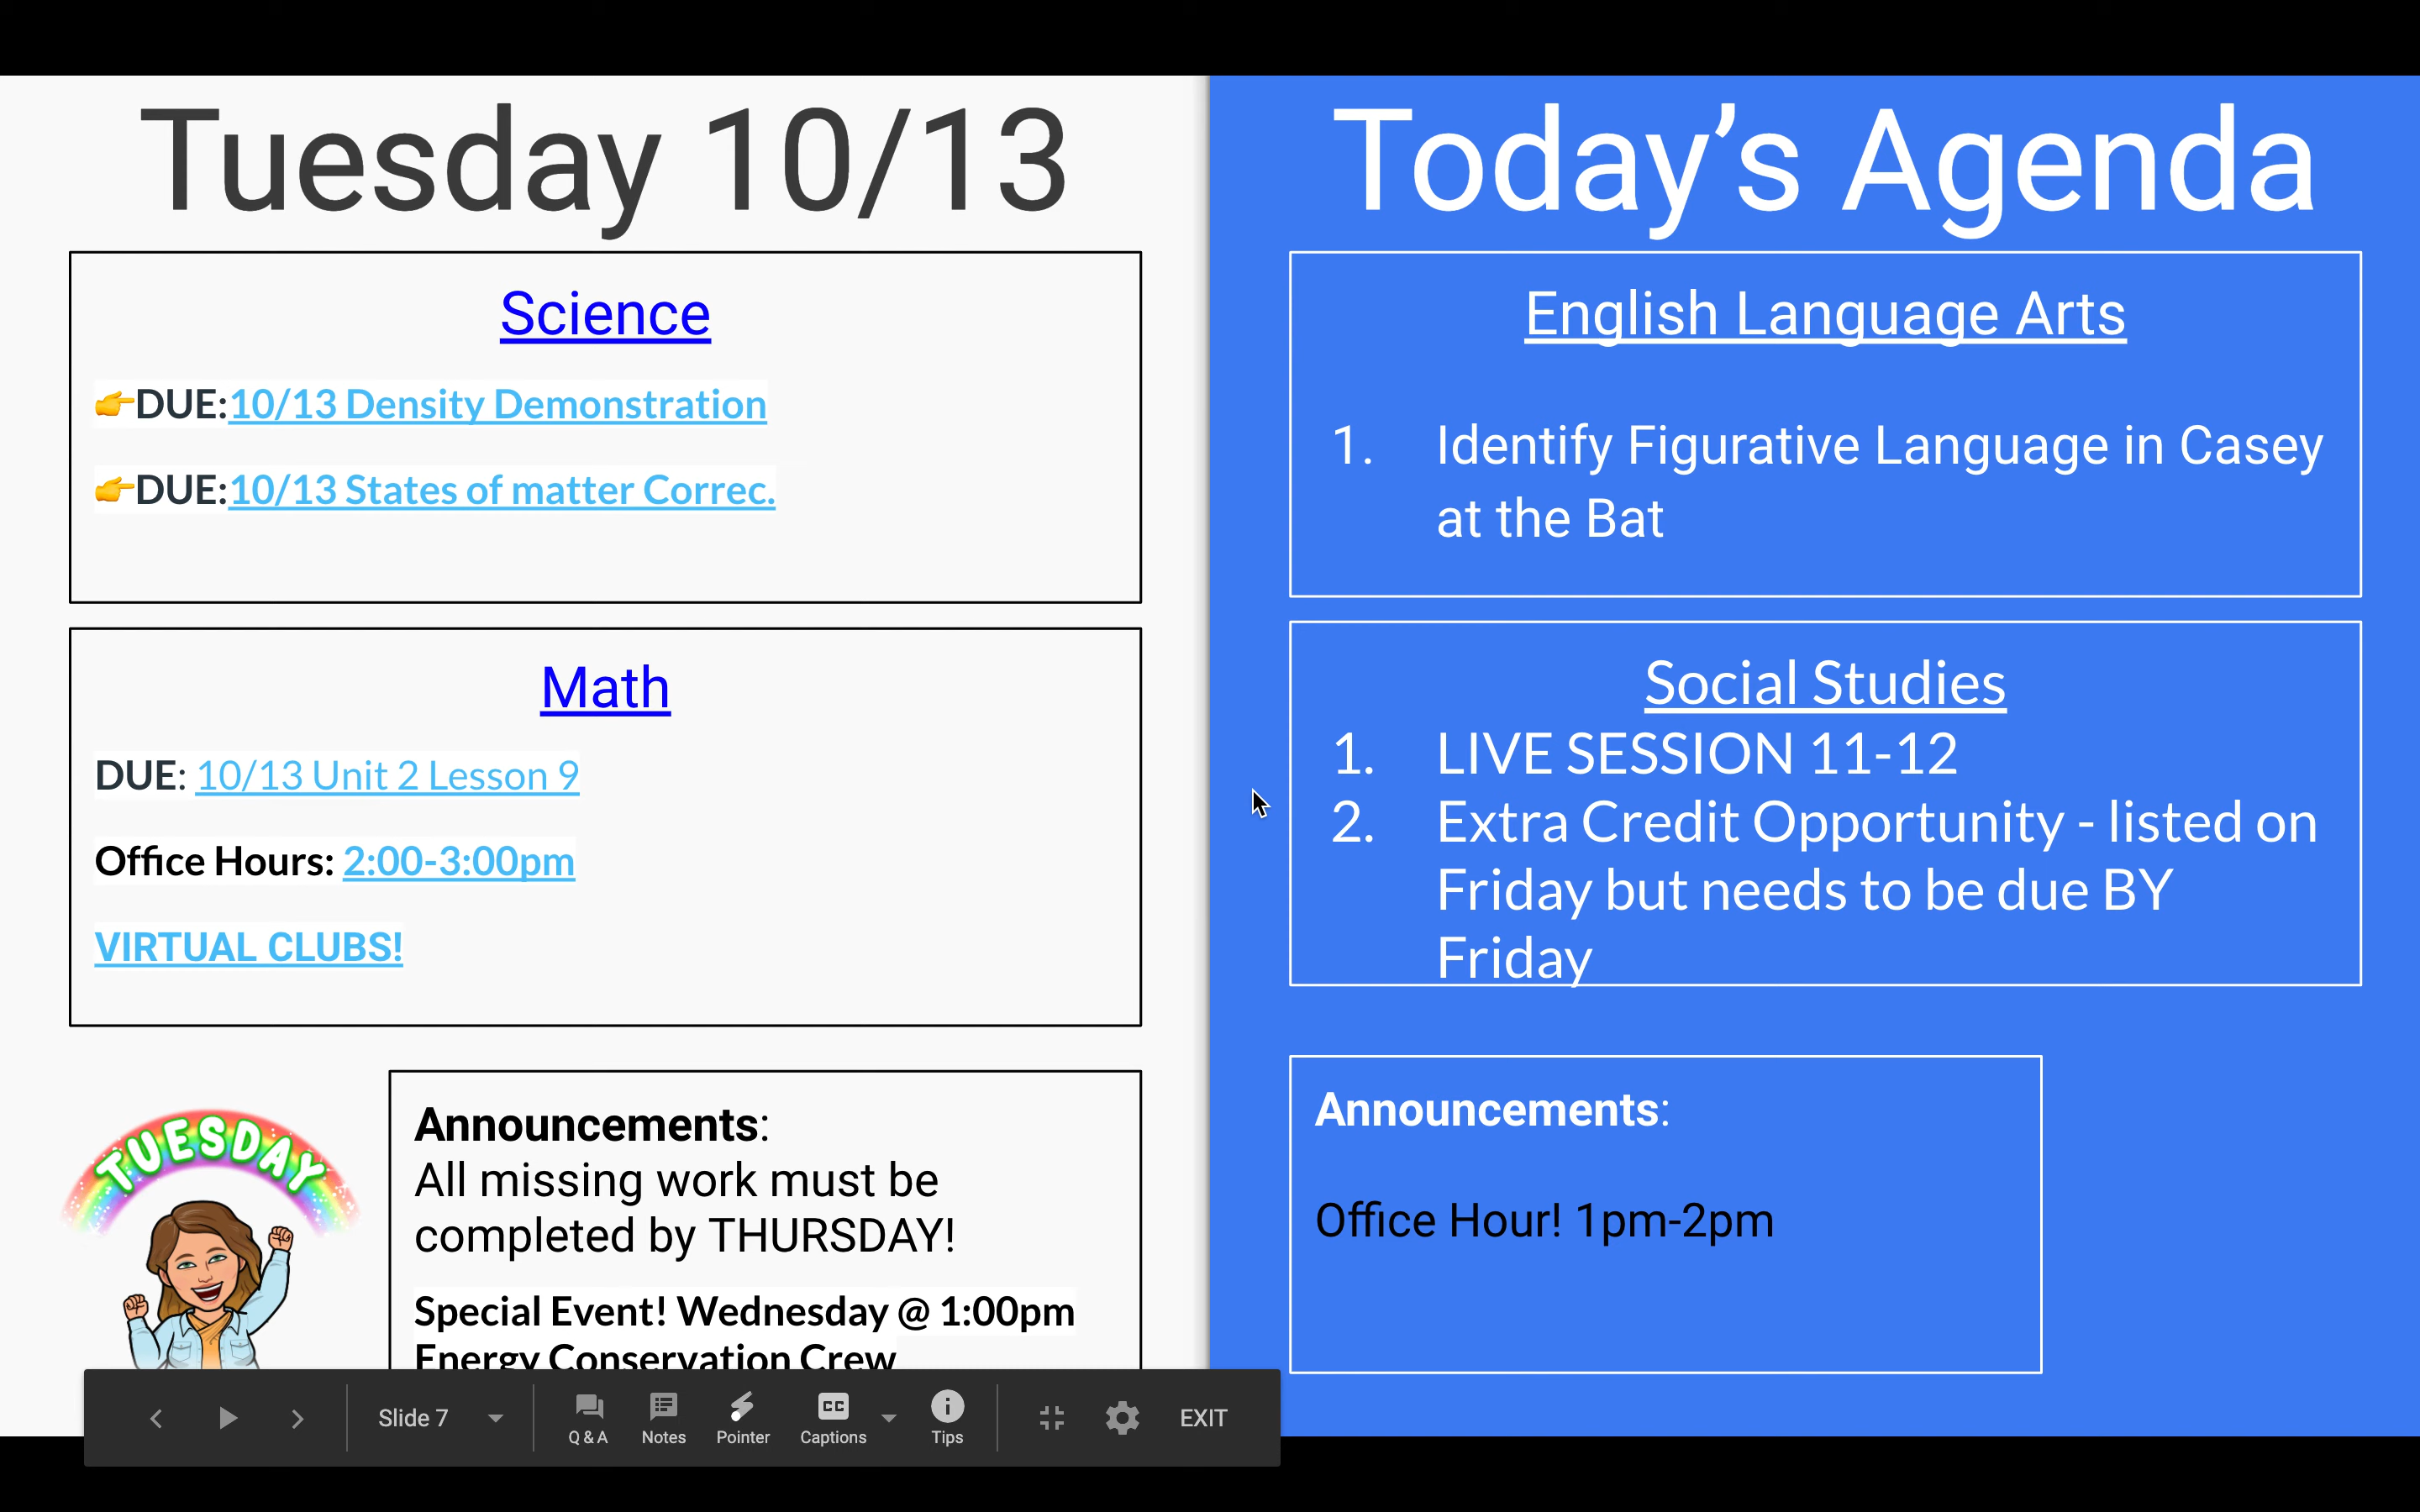 Tuesday 10/13
Science
👉DUE:10/13 Density Demonstration
👉DUE:10/13 States of matter Correc.
Math
DUE: 10/13 Unit 2 Lesson 9
Office Hours: 2:00-3:00pm
VIRTUAL CLUBS!
TUESDAY
Announcements:
All missing work must be
completed by THURSDAY!
Special Event! Wednesday @ 1:00pm
Energy Conservation Crew
Today’s Agenda
English Language Arts
1. Identify Figurative Language in Casey
at the Bat
Social Studies
1. LIVE SESSION 11-12
2. Extra Credit Opportunity - listed on
Friday but needs to be due BY
Friday
Announcements:
Office Hour! 1pm-2pm
Slide 7
Q & A
Notes
Pointer
CC
Captions
Tips
EXIT